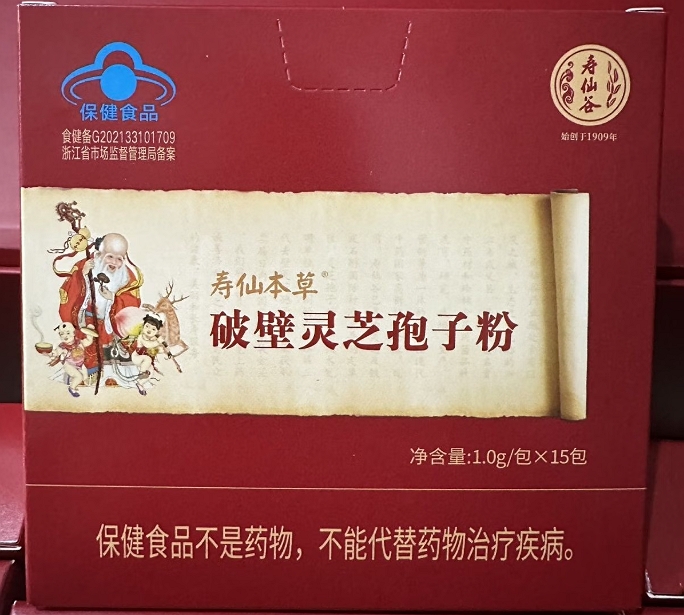 保健食品
食健备G202133101709
浙江省市场监督管理局备案
寿仙谷
始创于1909年
寿仙本草®
破壁灵芝孢子粉
净含量:1.0g/包×15包
保健食品不是药物，不能代替药物治疗疾病。